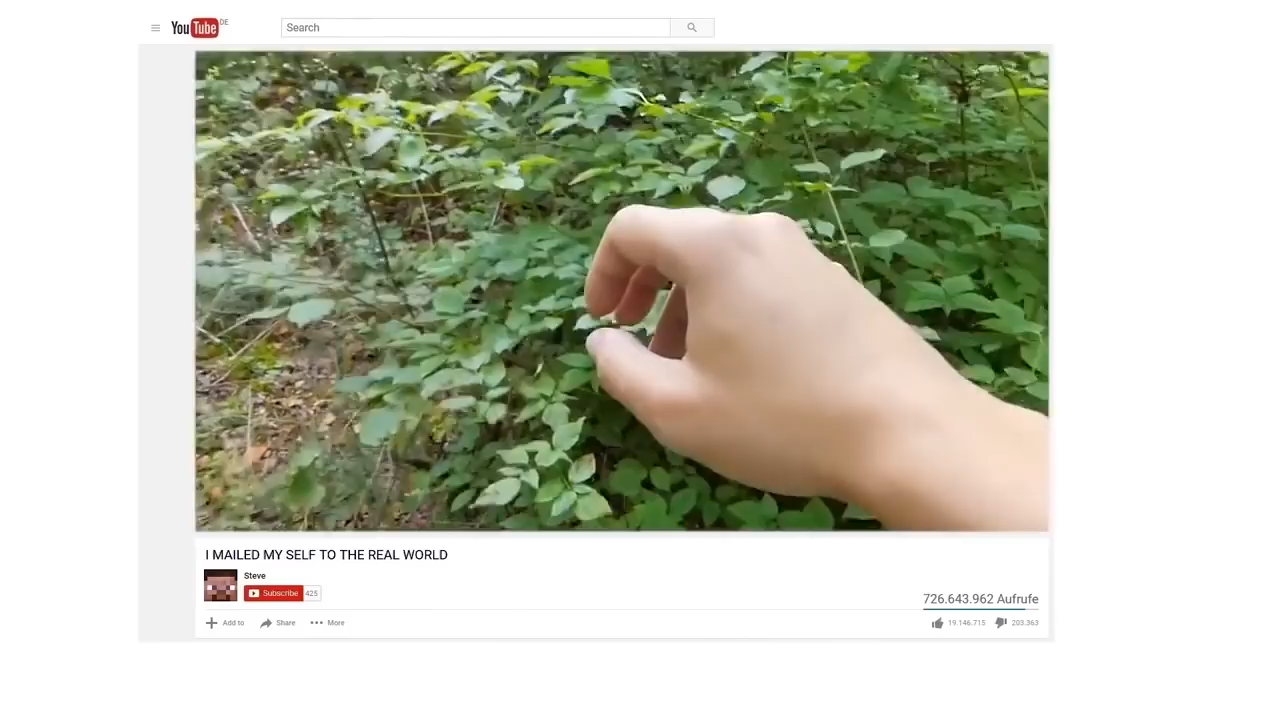 YouTube DE
Search
I MAILED MY SELF TO THE REAL WORLD
Steve
Subscribe 425
726.643.962 Aufrufe
Add to Share More
19.146.715 203.363